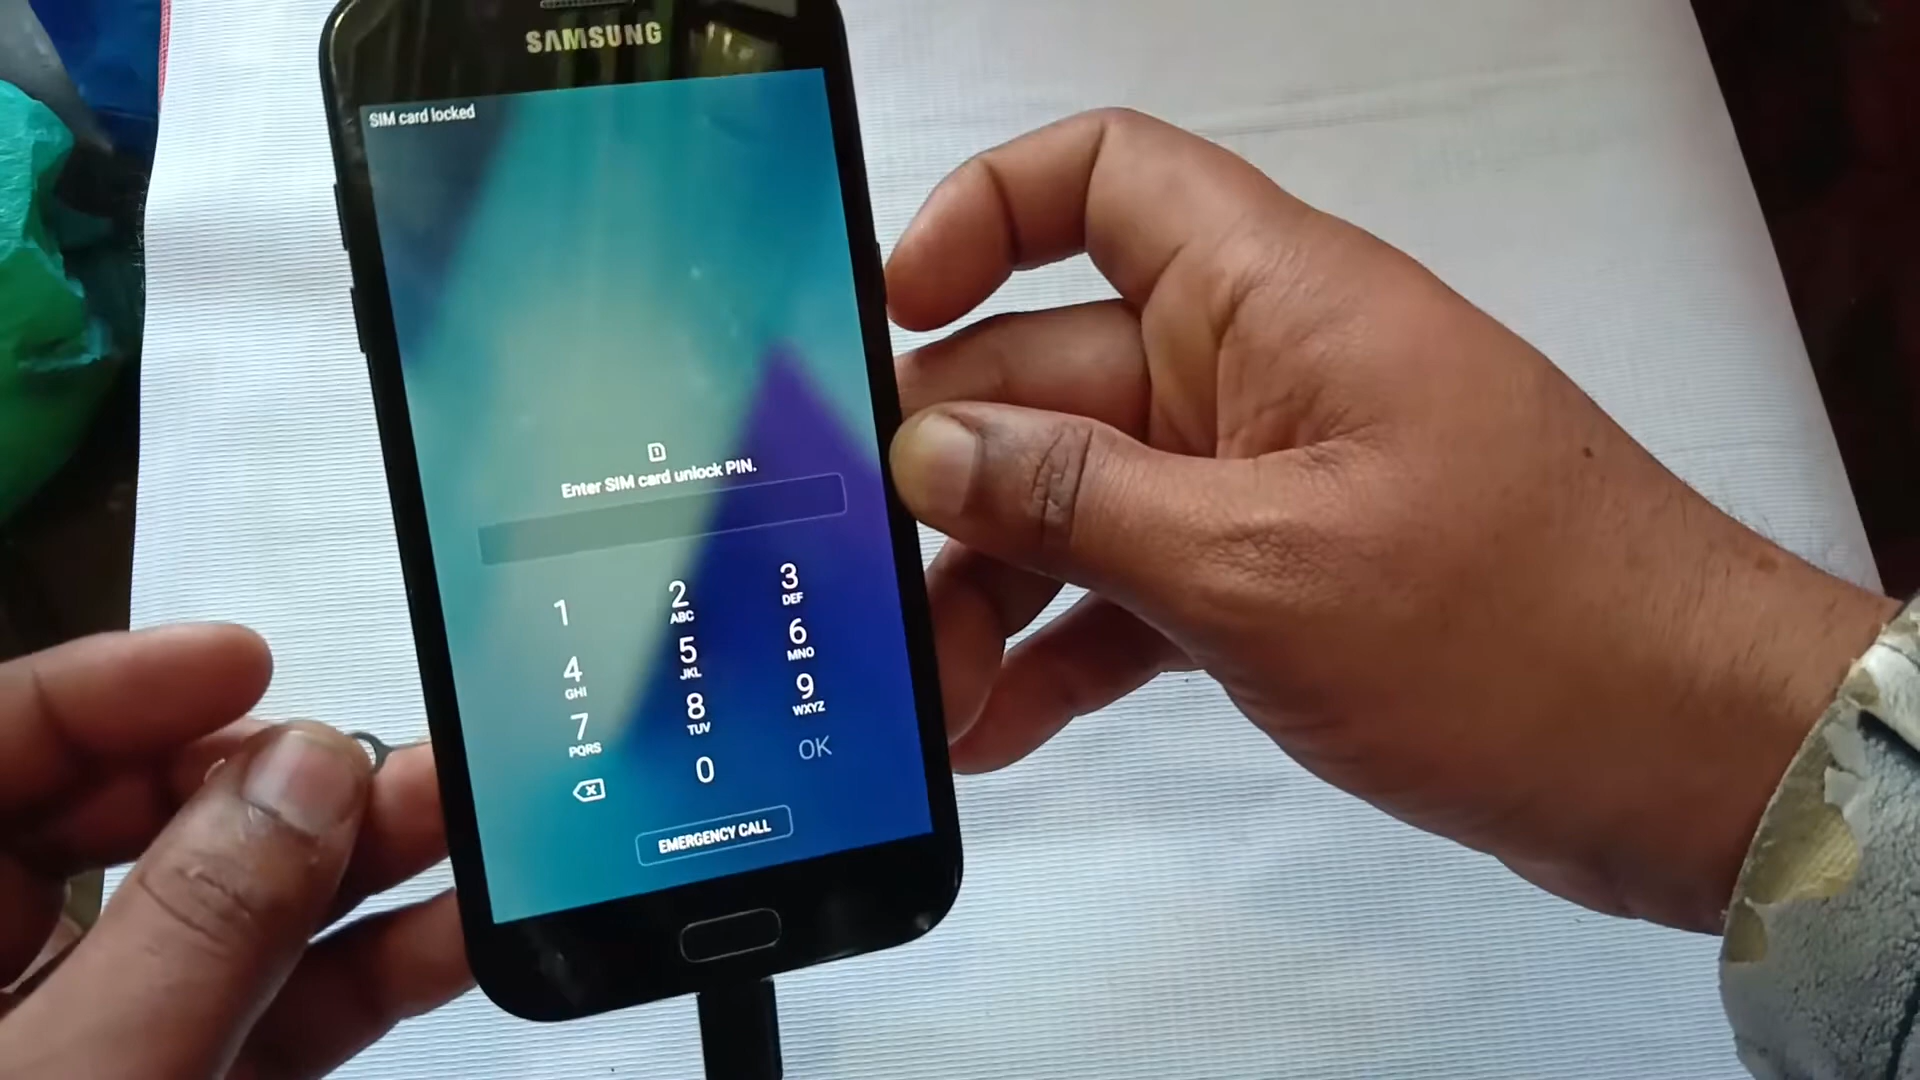 SAMSUNG
SIM card locked
1
Enter SIM card unlock PIN.
1 2 ABC 3 DEF
4 GHI 5 JKL 6 MNO
7 PQRS 8 TUV 9 WXYZ
0 OK
EMERGENCY CALL